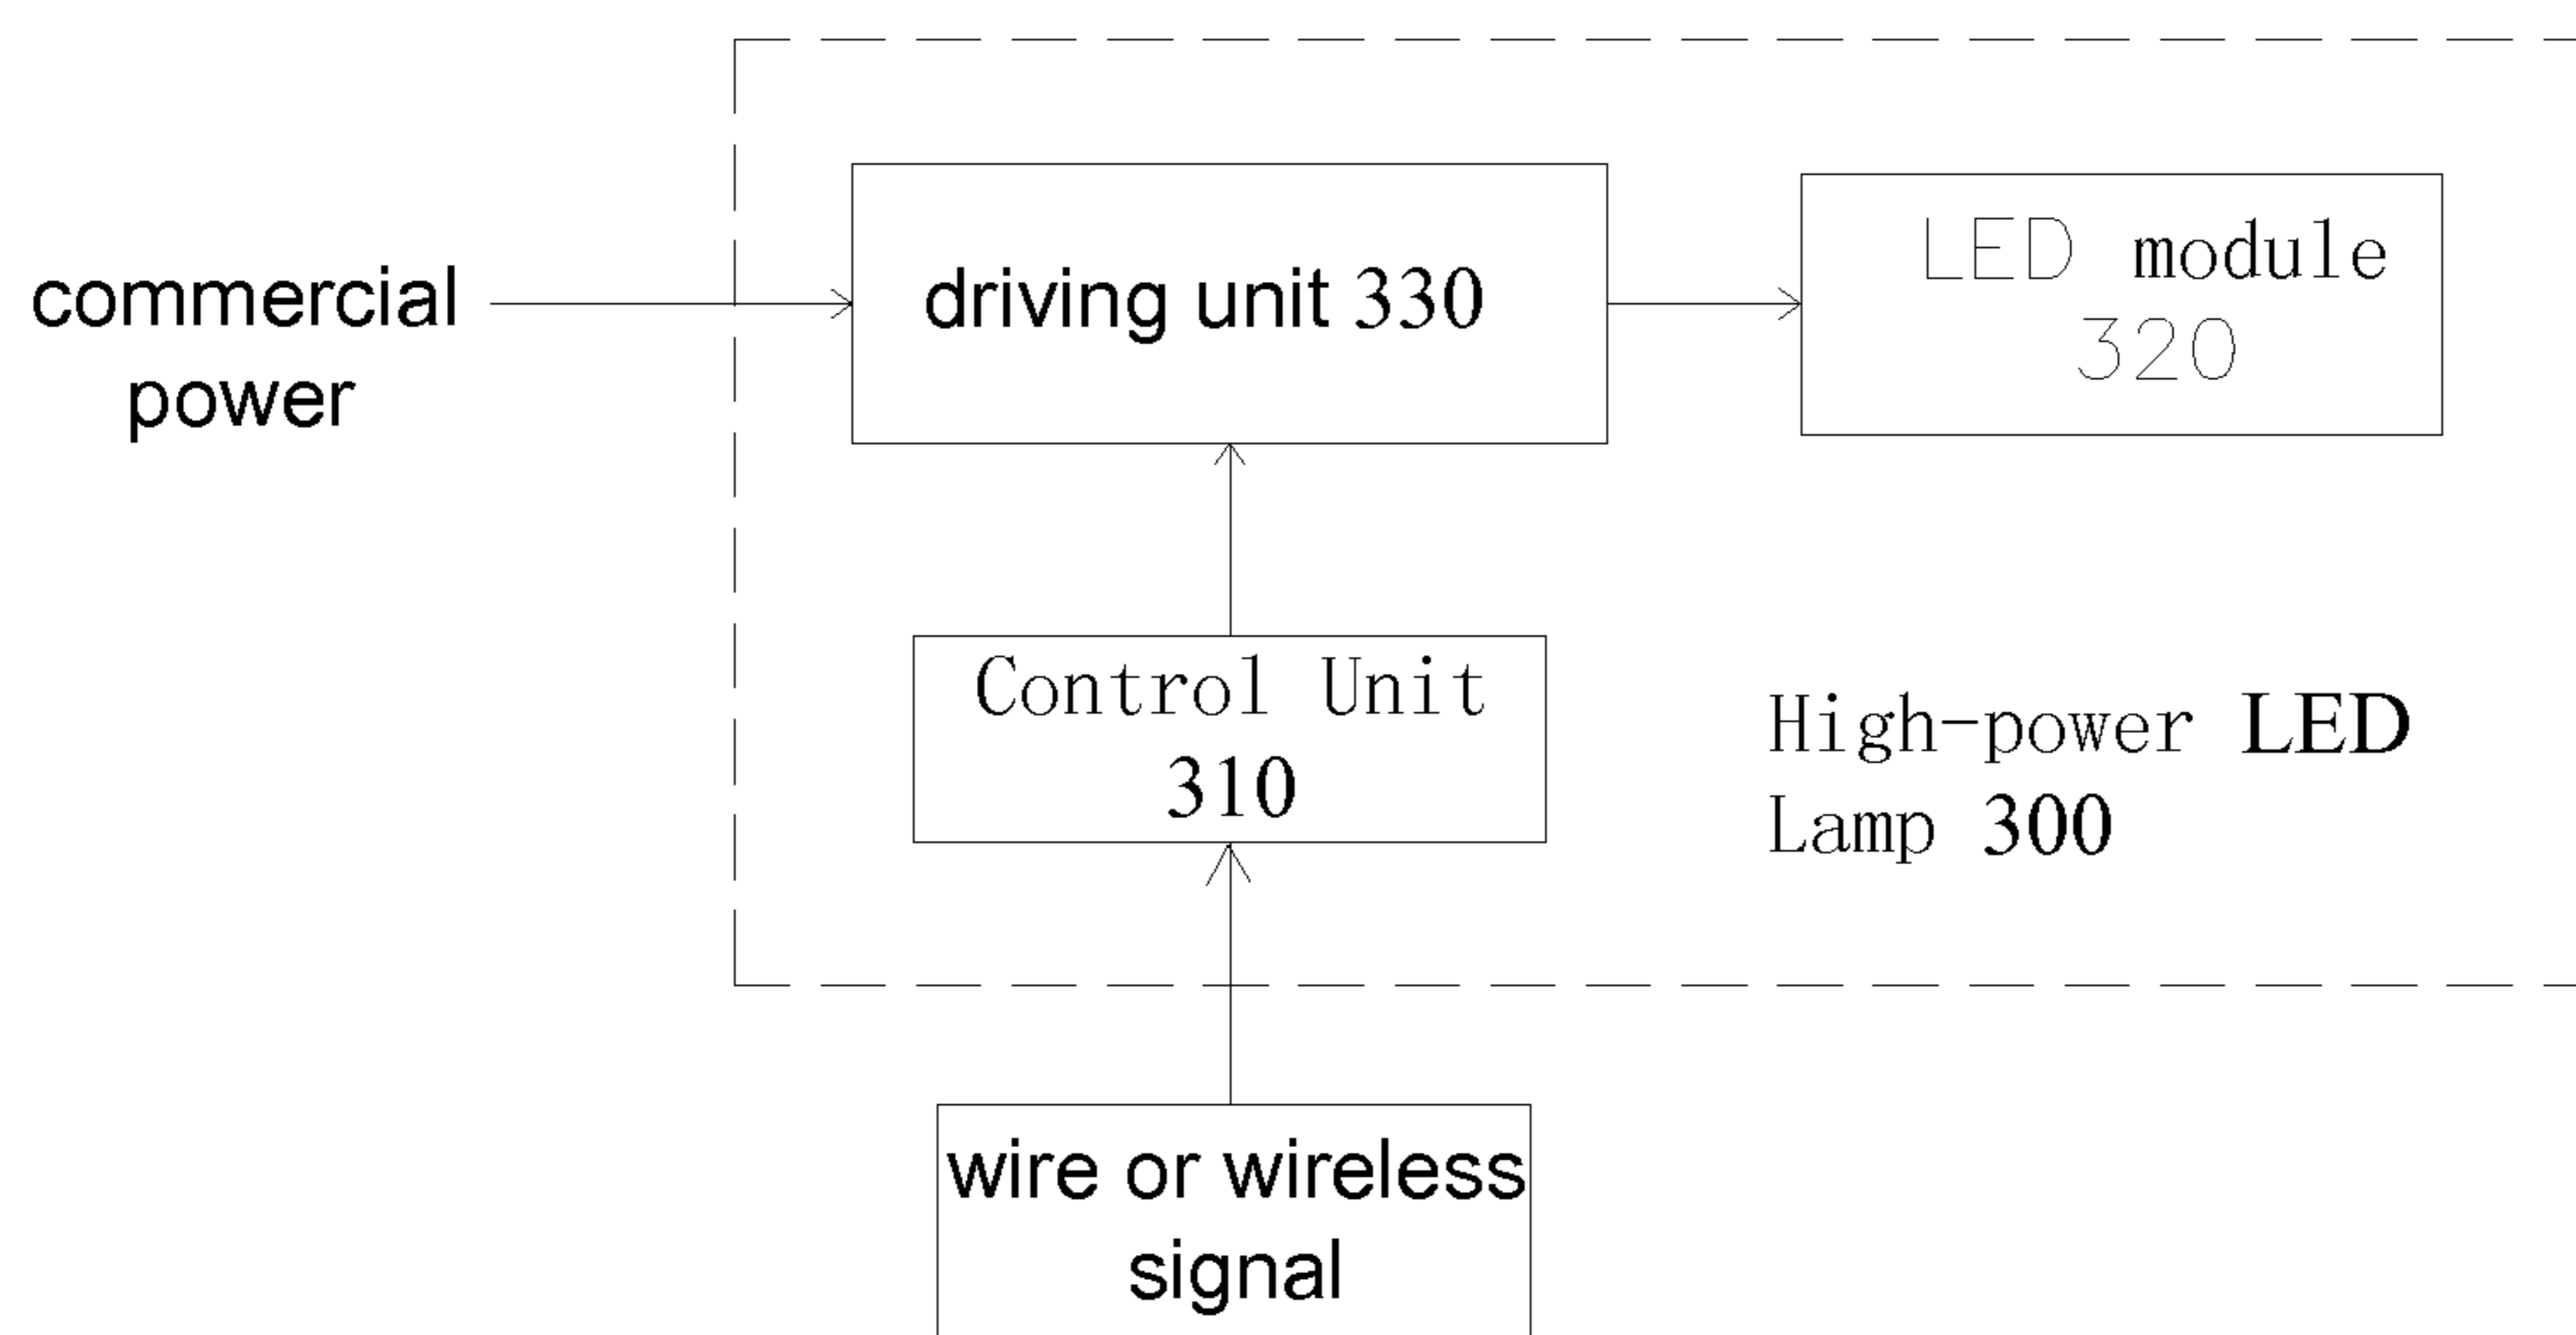 commercial
power
driving unit 330
LED module
320
Control Unit
310
High-power LED
Lamp 300
wire or wireless
signal